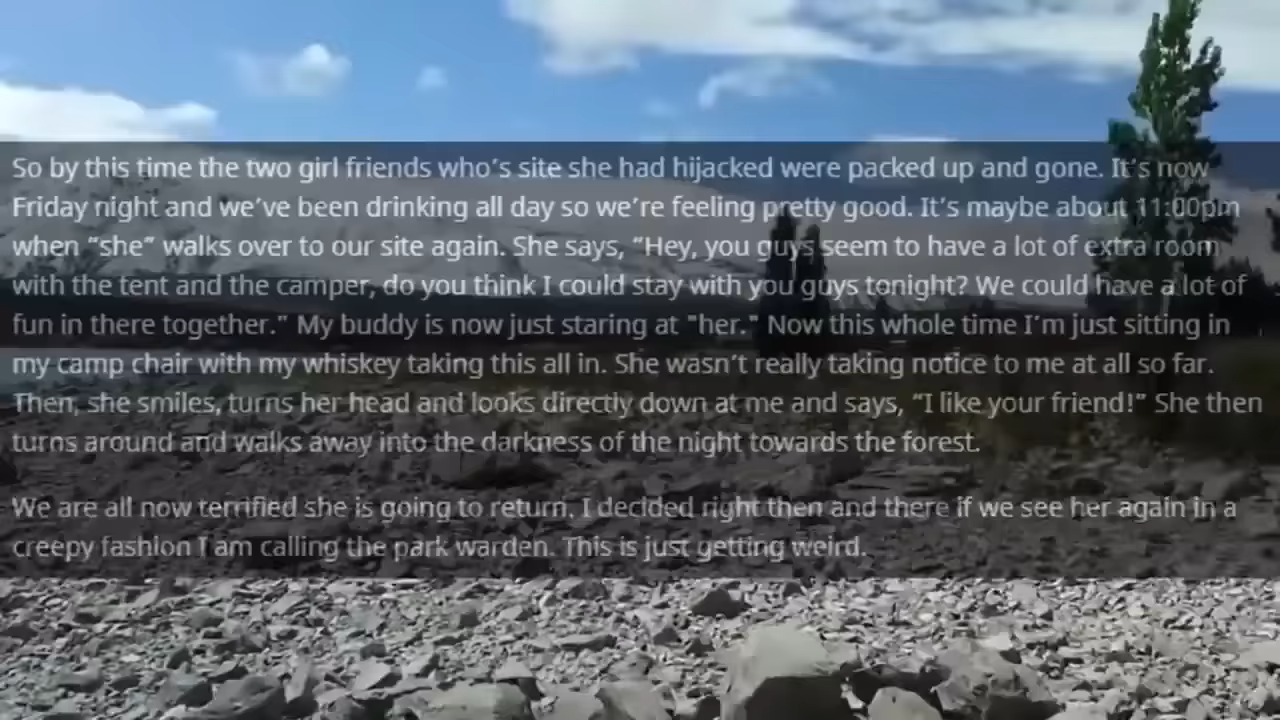 So by this time the two girl friends who's site she had hijacked were packed up and gone. It's now
Friday night and we've been drinking all day so we're feeling pretty good. It's maybe about 11:00pm
when “she” walks over to our site again. She says, “Hey, you guys seem to have a lot of extra room
with the tent and the camper, do you think I could stay with you guys tonight? We could have a lot of
fun in there together.” My buddy is now just staring at "her." Now this whole time I'm just sitting in
my camp chair with my whiskey taking this all in. She wasn't really taking notice to me at all so far.
Then, she smiles, turns her head and looks directly down at me and says, “I like your friend!” She then
turns around and walks away into the darkness of the night towards the forest.
We are all now terrified she is going to return. I decided right then and there if we see her again in a
creepy fashion I am calling the park warden. This is just getting weird.